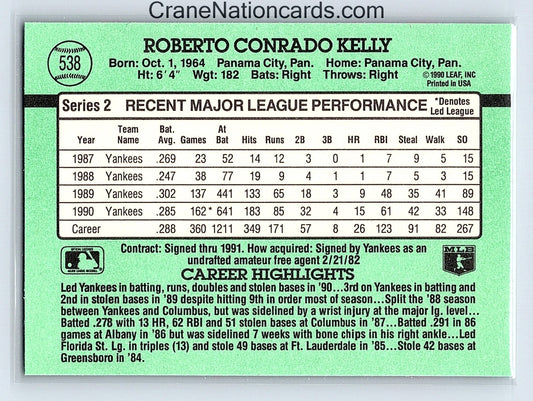 CraneNationcards.com
538
ROBERTO CONRADO KELLY
Born: Oct. 1, 1964 Panama City, Pan. Home: Panama City, Pan.
Ht: 6'4" Wgt: 182 Bats: Right Throws: Right
©1990 LEAF, INC
Printed in USA
Series 2 RECENT MAJOR LEAGUE PERFORMANCE *Denotes Led League
Year Team Name Bat. Avg. Games At Bat Hits Runs 2B 3B HR RBI Steal Walk SO
1987 Yankees .269 23 52 14 12 3 0 1 7 9 5 15
1988 Yankees .247 38 77 19 9 4 1 1 7 5 3 15
1989 Yankees .302 137 441 133 65 18 3 9 48 35 41 89
1990 Yankees .285 162* 641 183 85 32 4 15 61 42 33 148
Career .288 360 1211 349 171 57 8 26 123 91 82 267
Contract: Signed thru 1991. How acquired: Signed by Yankees as an
undrafted amateur free agent 2/21/82
MLB
CAREER HIGHLIGHTS
Led Yankees in batting, runs, doubles and stolen bases in '90...3rd on Yankees in batting and
2nd in stolen bases in '89 despite hitting 9th in order most of season...Split the '88 season
between Yankees and Columbus, but was sidelined by a wrist injury at the major lg. level...
Batted .278 with 13 HR, 62 RBI and 51 stolen bases at Columbus in '87...Batted .291 in 86
games at Albany in '86 but was sidelined 7 weeks with bone chips in his right ankle...Led
Florida St. Lg. in triples (13) and stole 49 bases at Ft. Lauderdale in '85...Stole 42 bases at
Greensboro in '84.